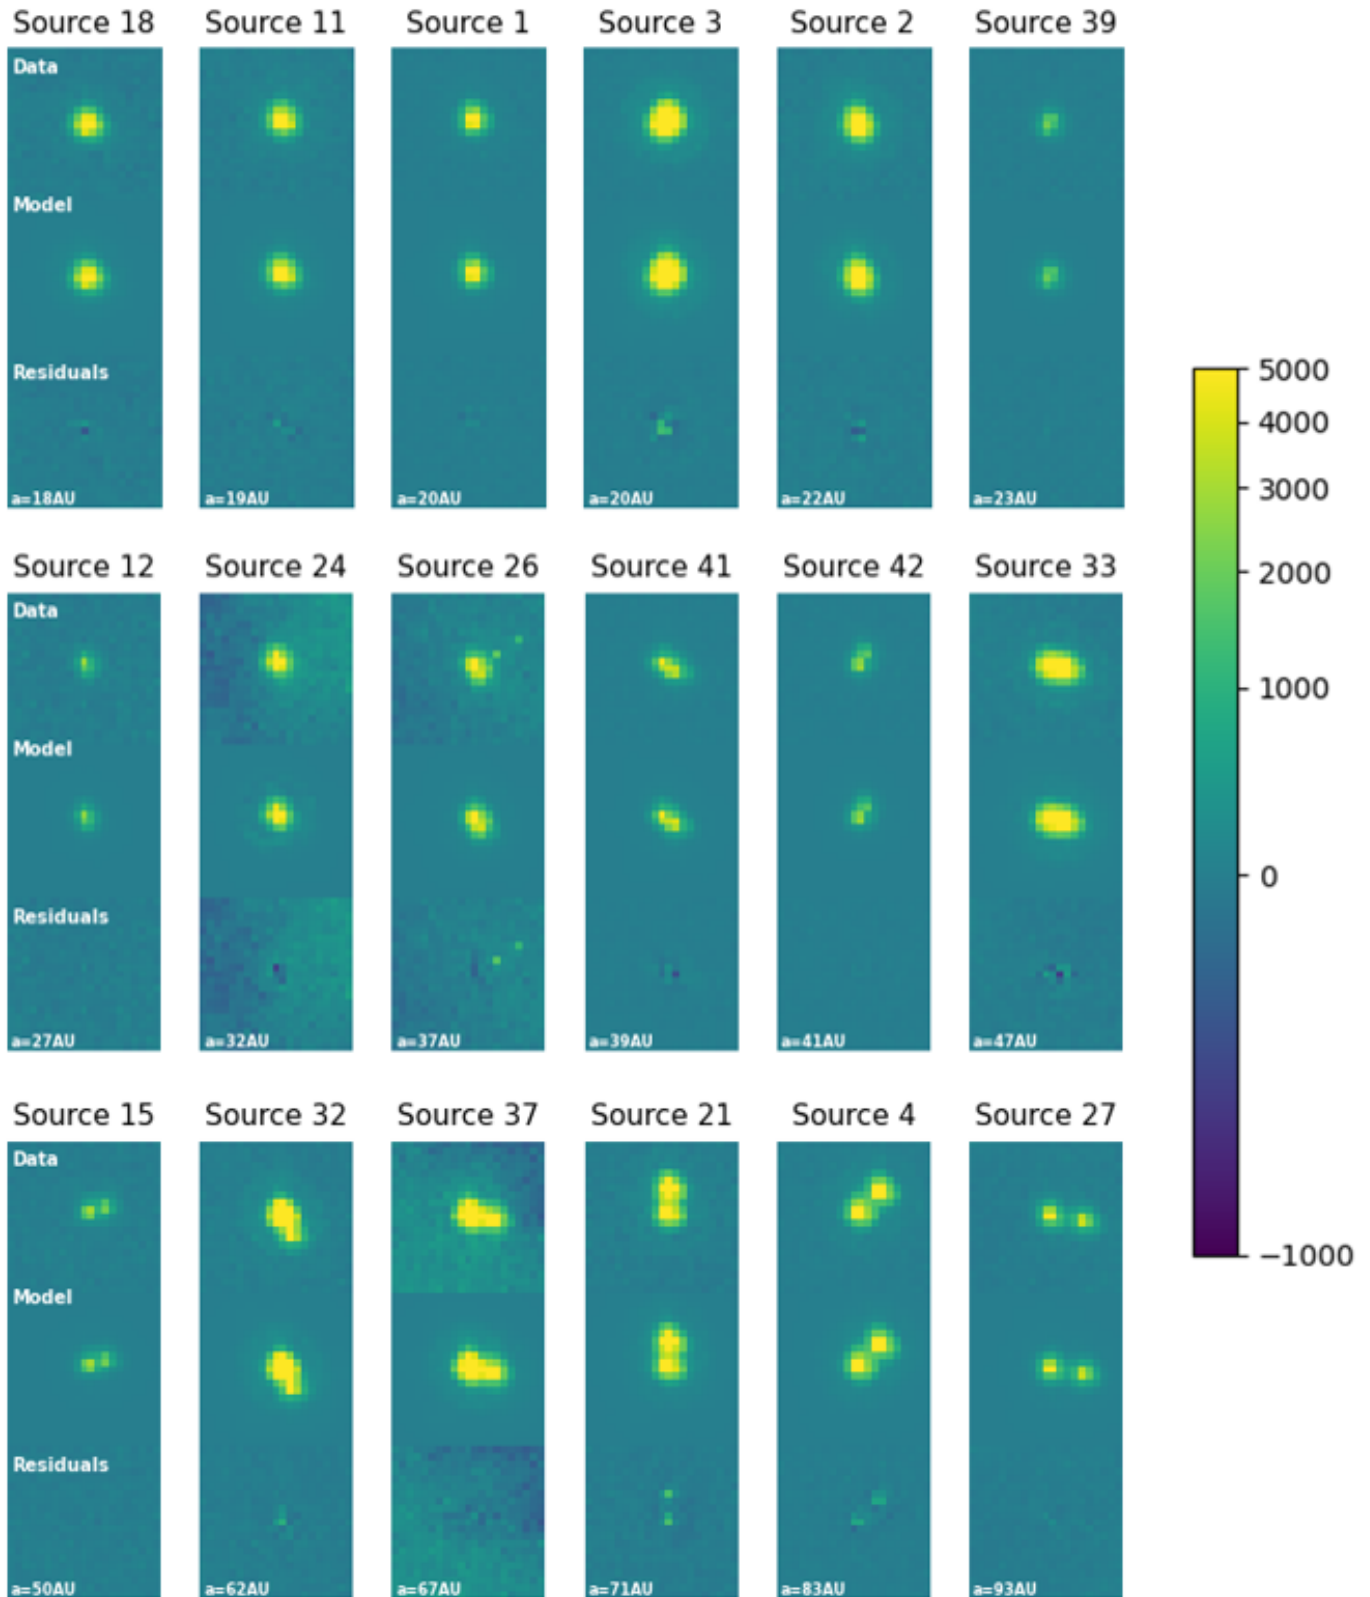 Source 18 Source 11 Source 1 Source 3 Source 2 Source 39
Data
Model
Residuals
a=18AU a=19AU a=20AU a=20AU a=22AU a=23AU
5000
4000
3000
2000
1000
0
−1000
Source 12 Source 24 Source 26 Source 41 Source 42 Source 33
Data
Model
Residuals
a=27AU a=32AU a=37AU a=39AU a=41AU a=47AU
Source 15 Source 32 Source 37 Source 21 Source 4 Source 27
Data
Model
Residuals
a=50AU a=62AU a=67AU a=71AU a=83AU a=93AU